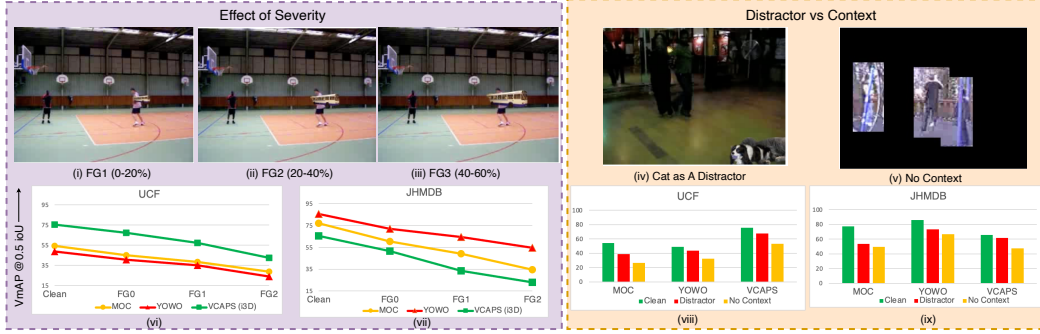 Effect of Severity
(i) FG1 (0-20%)
(ii) FG2 (20-40%)
(iii) FG3 (40-60%)
VmAP @0.5 ioU
UCF
95
75
55
35
15
Clean
FG0
FG1
FG2
MOC
YOWO
VCAPS (i3D)
(vi)
JHMDB
95
75
55
35
15
Clean
FG0
FG1
FG2
MOC
YOWO
VCAPS (I3D)
(vii)
Distractor vs Context
(iv) Cat as A Distractor
(v) No Context
UCF
100
80
60
40
20
0
MOC
YOWO
VCAPS
Clean
Distractor
No Context
(viii)
JHMDB
100
80
60
40
20
0
MOC
YOWO
VCAPS
Clean
Distractor
No Context
(ix)